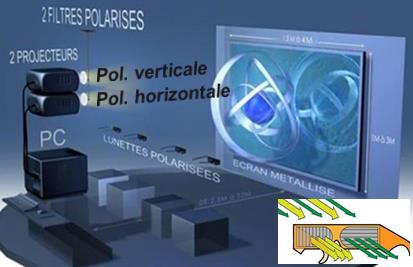 2 FILTRES POLARISES
2 PROJECTEURS
Pol. verticale
Pol. horizontale
PC
LUNETTES POLARISEES
ECRAN METALLISE